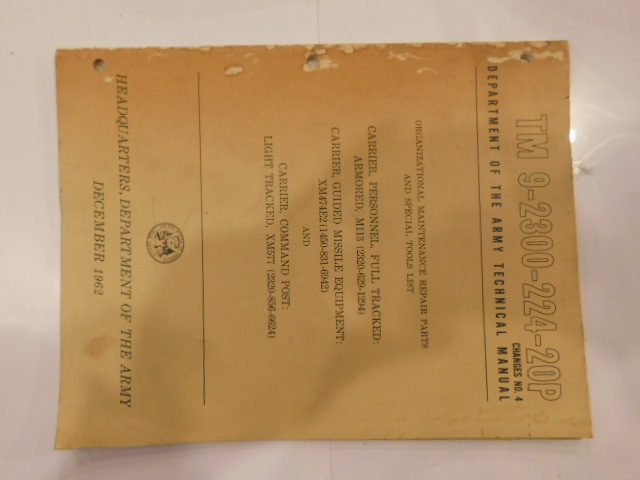 TM 9-2300-224-20P
CHANGES NO. 4
DEPARTMENT OF THE ARMY TECHNICAL MANUAL
ORGANIZATIONAL MAINTENANCE REPAIR PARTS
AND SPECIAL TOOLS LIST
CARRIER, PERSONNEL, FULL TRACKED:
ARMORED, M113 (2320-629-1294)
CARRIER, GUIDED MISSILE EQUIPMENT:
XM474E2 (1450-831-6942)
AND
CARRIER, COMMAND POST:
LIGHT TRACKED, XM577 (2320-856-6624)
HEADQUARTERS, DEPARTMENT OF THE ARMY
DECEMBER 1962